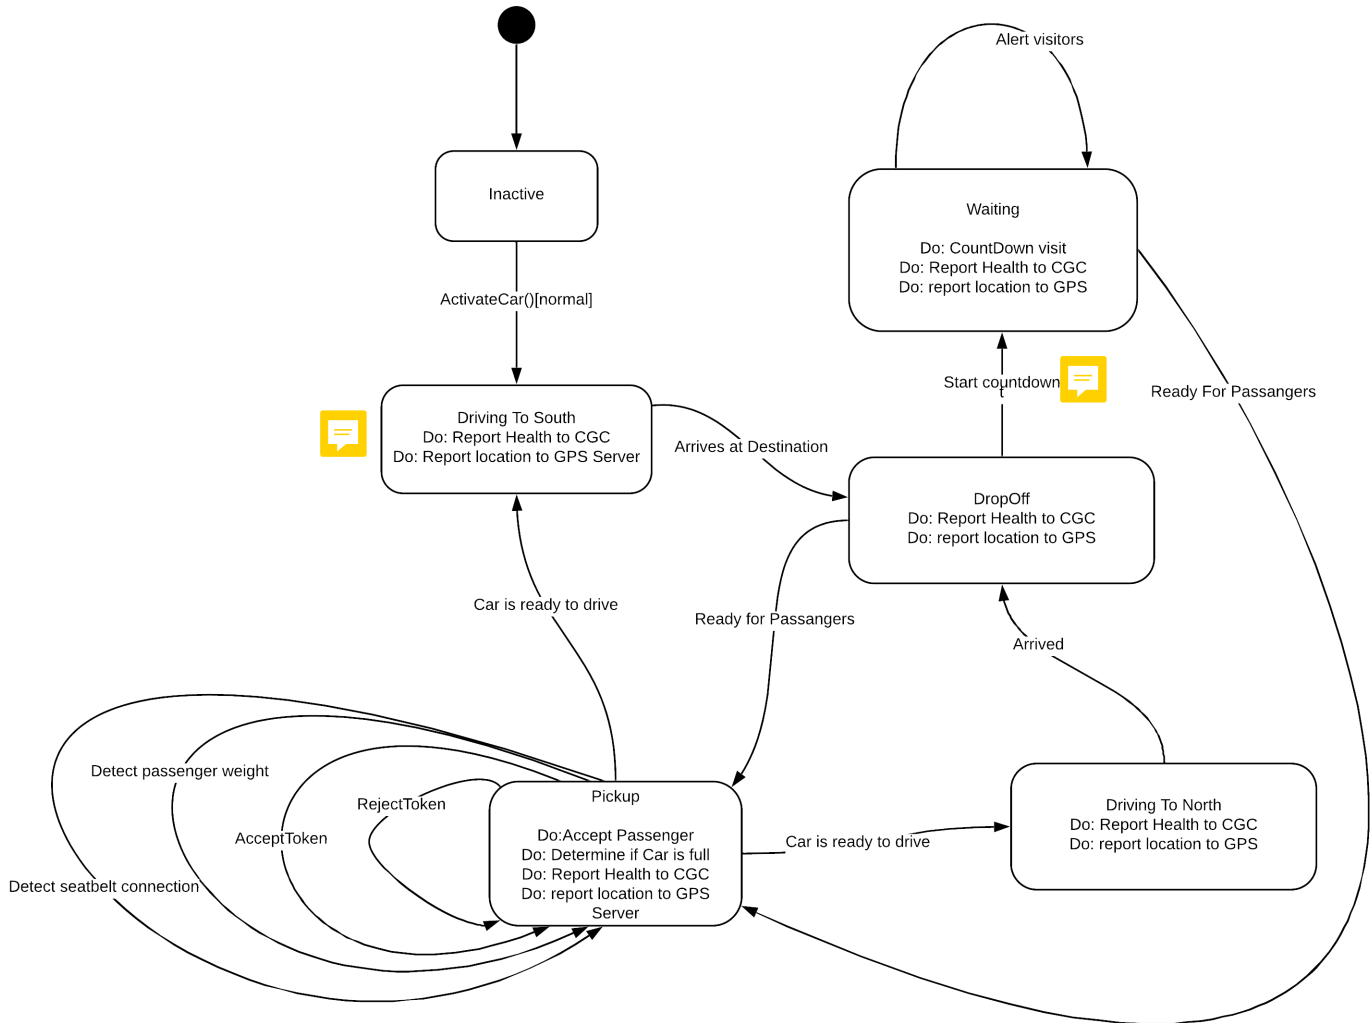 Alert visitors
Inactive
Waiting
Do: CountDown visit
Do: Report Health to CGC
Do: report location to GPS
ActivateCar()[normal]
Start countdown
t
Ready For Passangers
Driving To South
Do: Report Health to CGC
Do: Report location to GPS Server
Arrives at Destination
DropOff
Do: Report Health to CGC
Do: report location to GPS
Car is ready to drive
Ready for Passangers
Arrived
Detect passenger weight
RejectToken
AcceptToken
Detect seatbelt connection
Pickup
Do:Accept Passenger
Do: Determine if Car is full
Do: Report Health to CGC
Do: report location to GPS
Server
Car is ready to drive
Driving To North
Do: Report Health to CGC
Do: report location to GPS